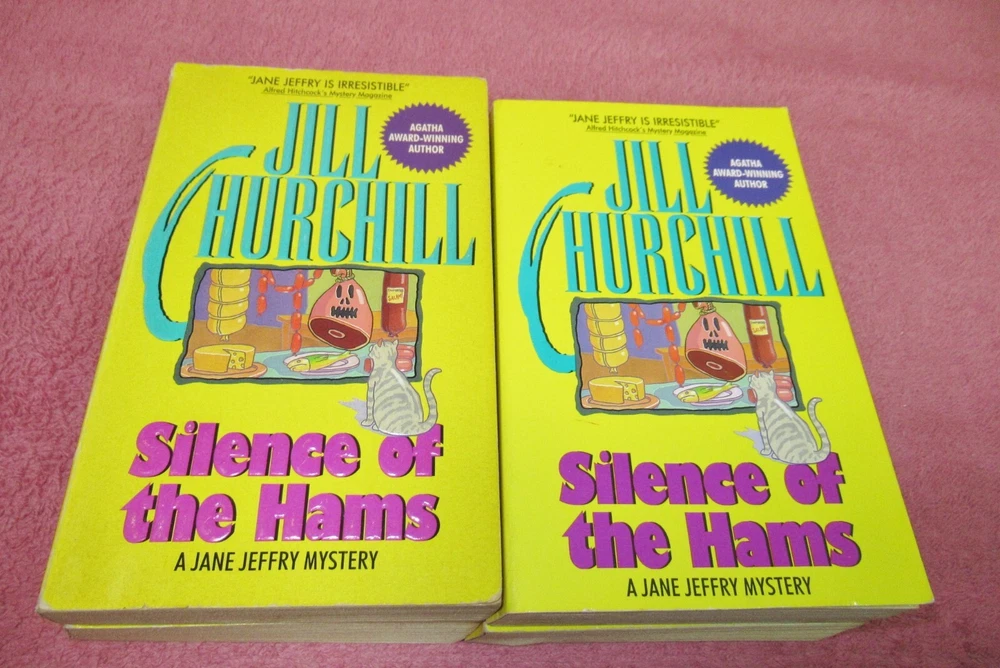 "JANE JEFFRY IS IRRESISTIBLE"
Alfred Hitchcock's Mystery Magazine
JILL
CHURCHILL
AGATHA
AWARD-WINNING
AUTHOR
Silence of
the Hams
A JANE JEFFRY MYSTERY
"JANE JEFFRY IS IRRESISTIBLE"
Alfred Hitchcock's Mystery Magazine
JILL
CHURCHILL
AGATHA
AWARD-WINNING
AUTHOR
Silence of
the Hams
A JANE JEFFRY MYSTERY